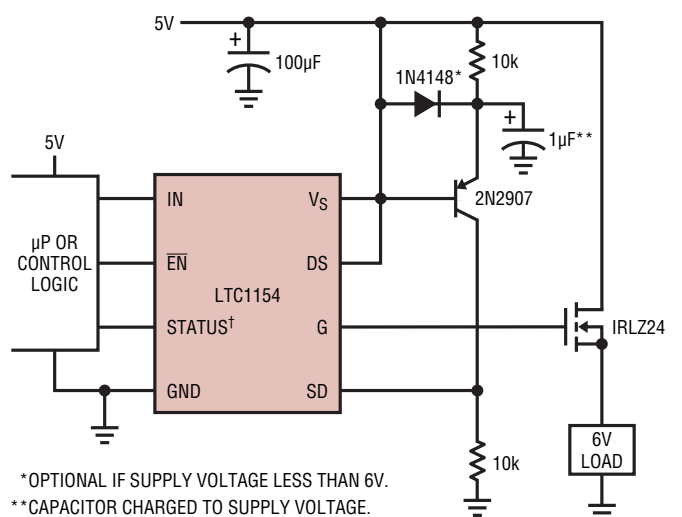 5V
+
100µF
10k
1N4148*
+
1µF**
5V
µP OR
CONTROL
LOGIC
IN
EN
STATUS†
GND
LTC1154
VS
DS
G
SD
2N2907
IRLZ24
6V
LOAD
10k
*OPTIONAL IF SUPPLY VOLTAGE LESS THAN 6V.
**CAPACITOR CHARGED TO SUPPLY VOLTAGE.